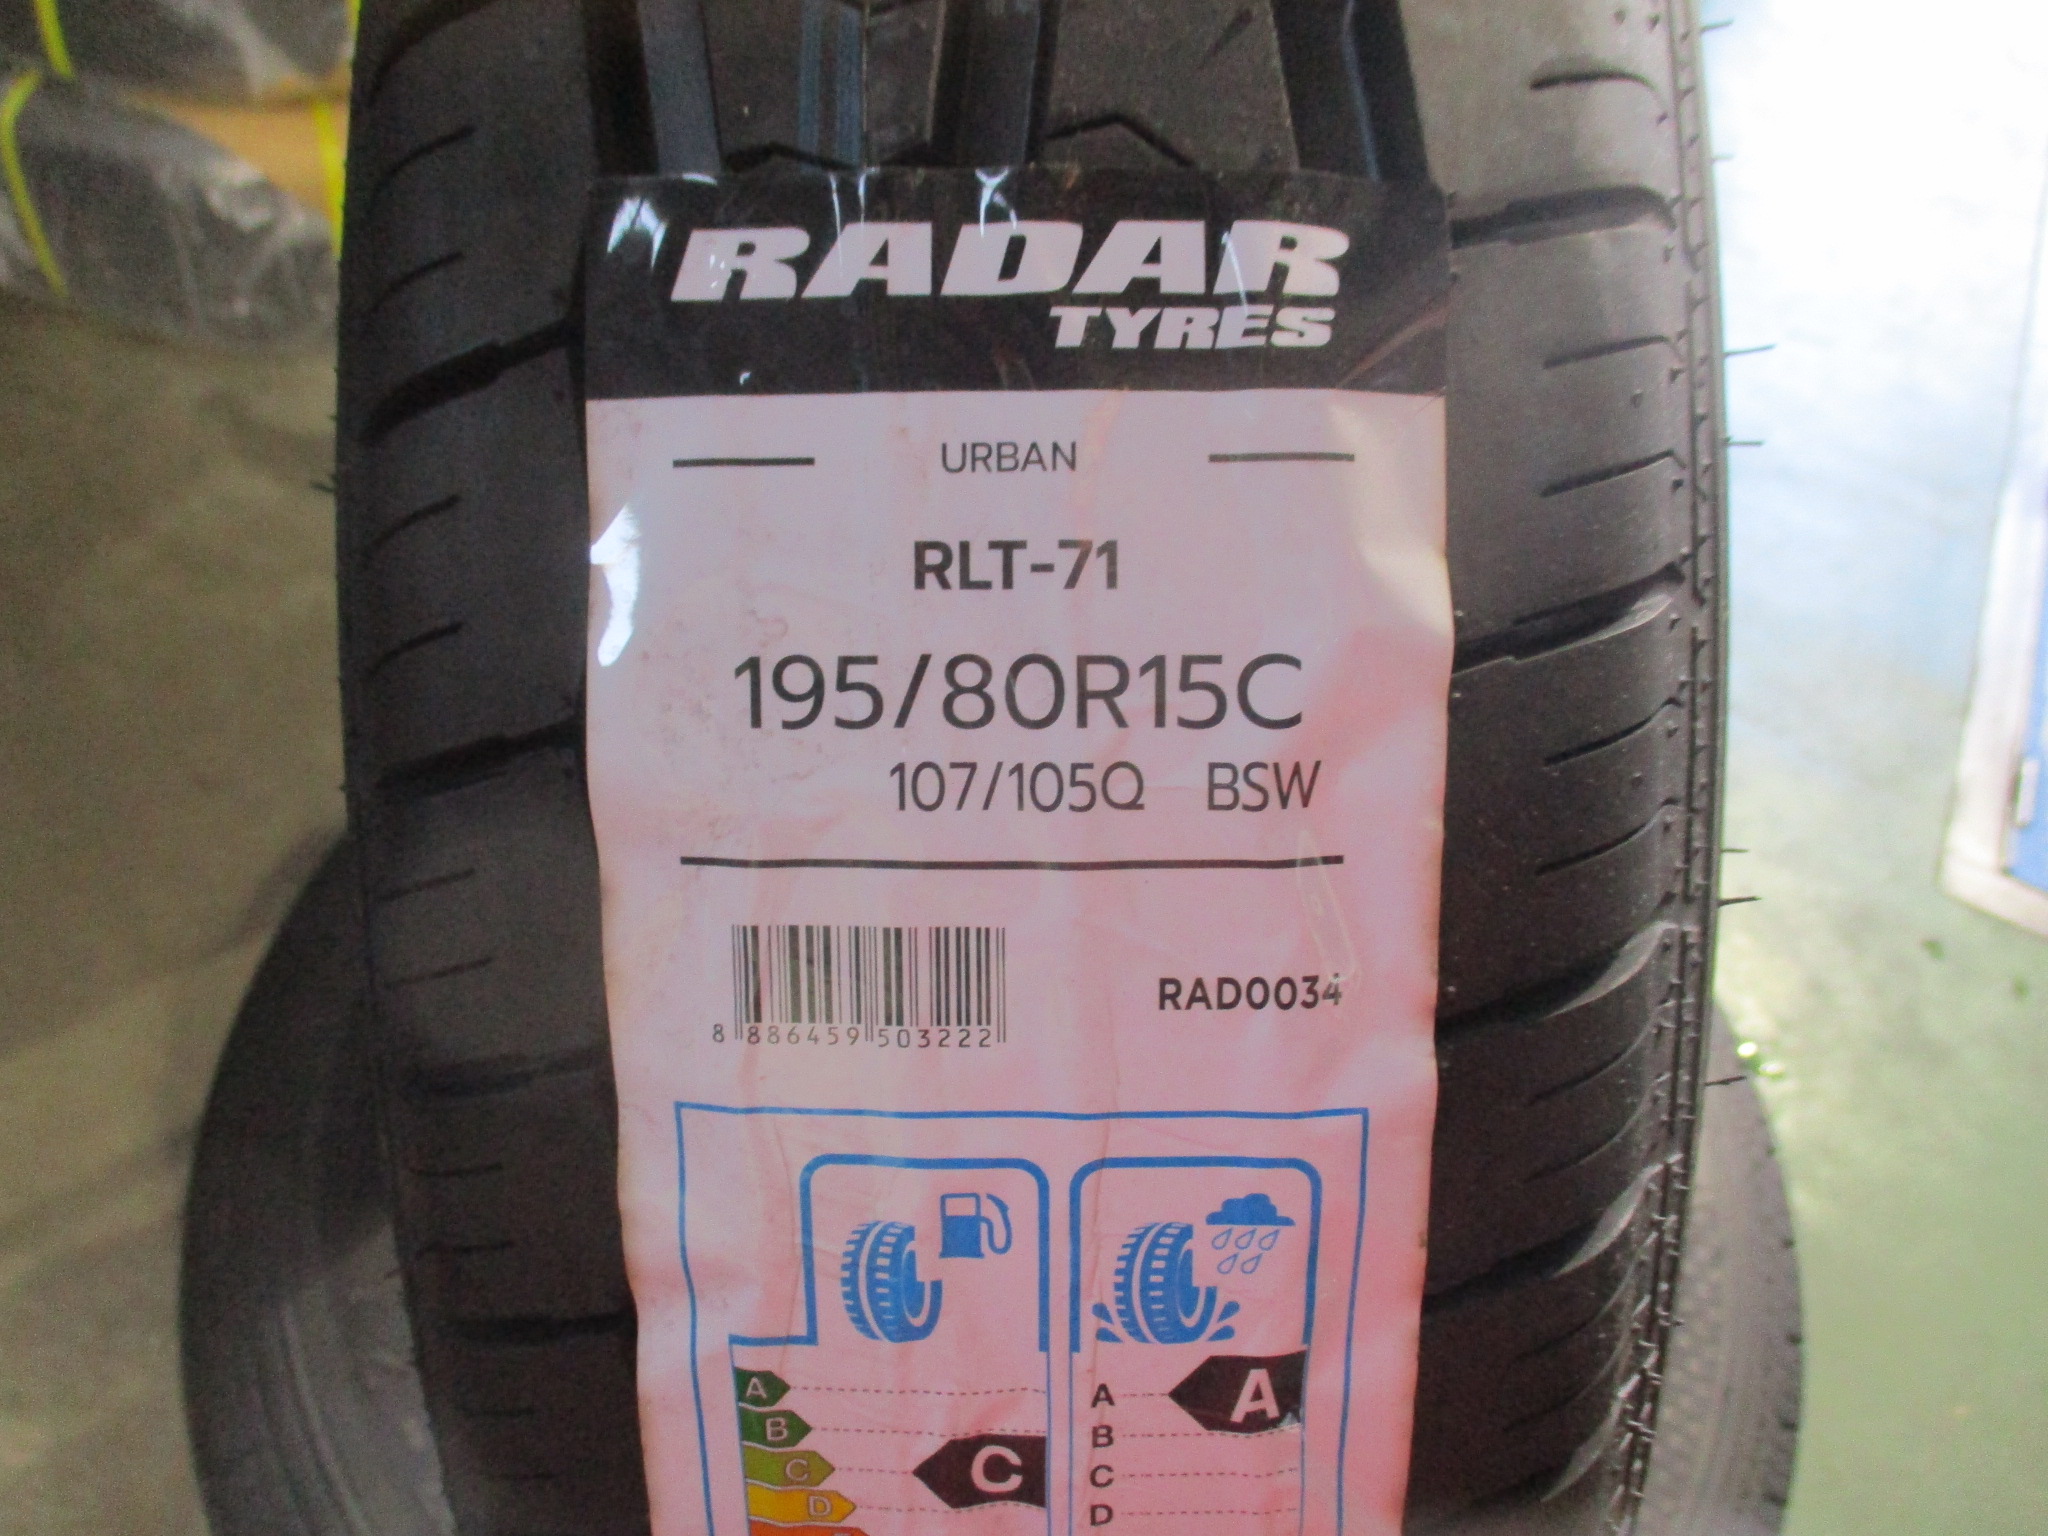 RADAR
TYRES
URBAN
RLT-71
195/80R15C
107/105Q BSW
8 886459 503222
RAD0034
A
B
C
D
C
A
B
C
D
A